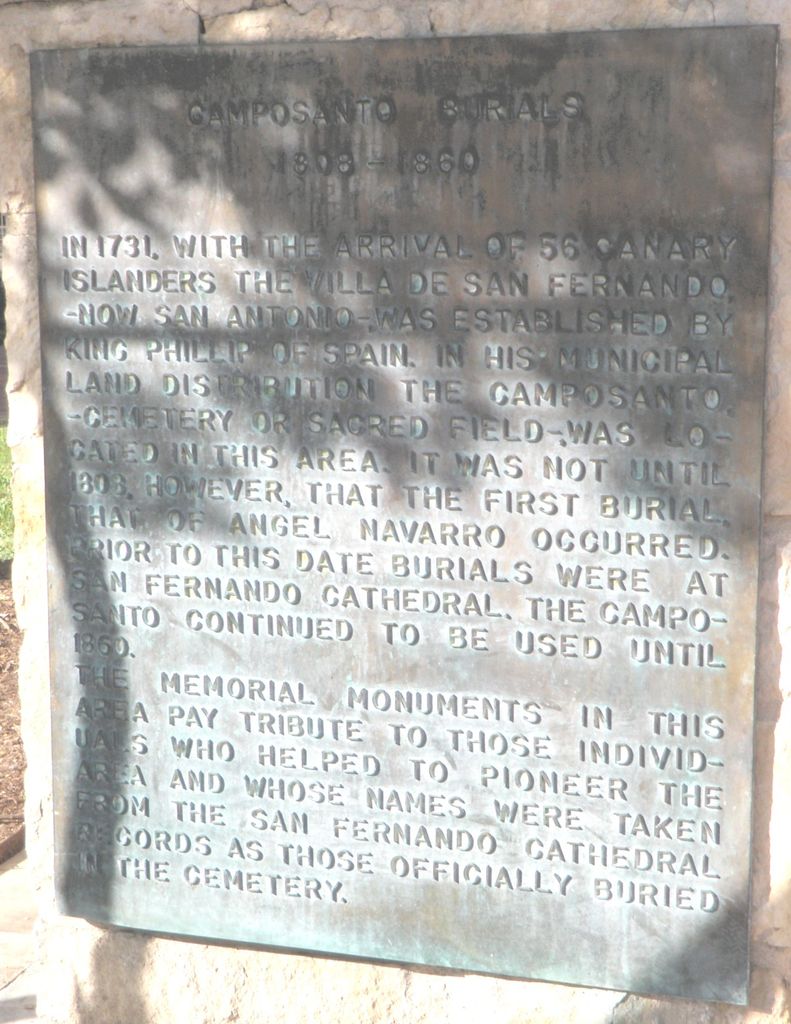 CAMPOSANTO BURIALS
1808 - 1860
IN 1731, WITH THE ARRIVAL OF 56 CANARY
ISLANDERS THE VILLA DE SAN FERNANDO,
-NOW SAN ANTONIO-, WAS ESTABLISHED BY
KING PHILLIP OF SPAIN. IN HIS MUNICIPAL
LAND DISTRIBUTION THE CAMPOSANTO,
-CEMETERY OR SACRED FIELD-, WAS LO-
CATED IN THIS AREA. IT WAS NOT UNTIL
1808, HOWEVER, THAT THE FIRST BURIAL,
THAT OF ANGEL NAVARRO OCCURRED.
PRIOR TO THIS DATE BURIALS WERE AT
SAN FERNANDO CATHEDRAL. THE CAMPO-
SANTO CONTINUED TO BE USED UNTIL
1860.
THE MEMORIAL MONUMENTS IN THIS
AREA PAY TRIBUTE TO THOSE INDIVID-
UALS WHO HELPED TO PIONEER THE
AREA AND WHOSE NAMES WERE TAKEN
FROM THE SAN FERNANDO CATHEDRAL
RECORDS AS THOSE OFFICIALLY BURIED
IN THE CEMETERY.